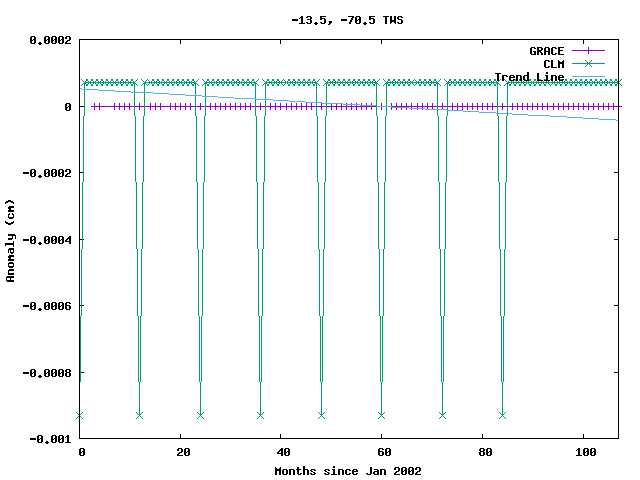 -13.5, -70.5 TWS
GRACE
CLM
Trend Line
0.0002
0
-0.0002
-0.0004
-0.0006
-0.0008
-0.001
Anomaly (cm)
0 20 40 60 80 100
Months since Jan 2002